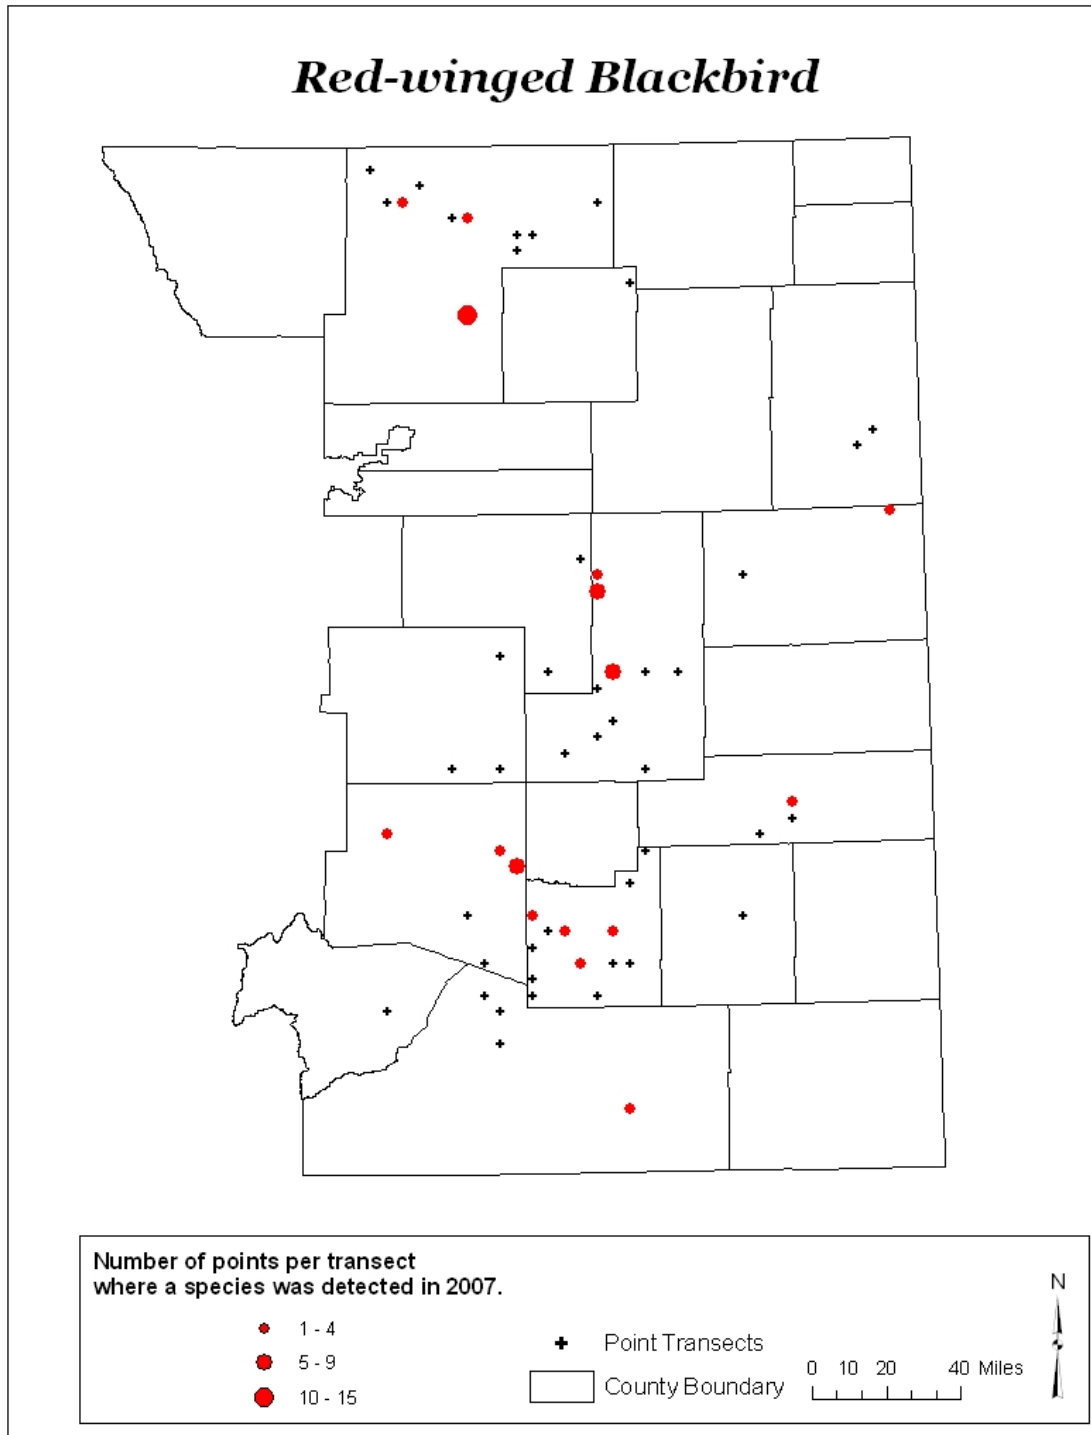 Red-winged Blackbird
Number of points per transect
where a species was detected in 2007.
1 - 4
5 - 9
10 - 15
Point Transects
County Boundary
N
0 10 20 40 Miles